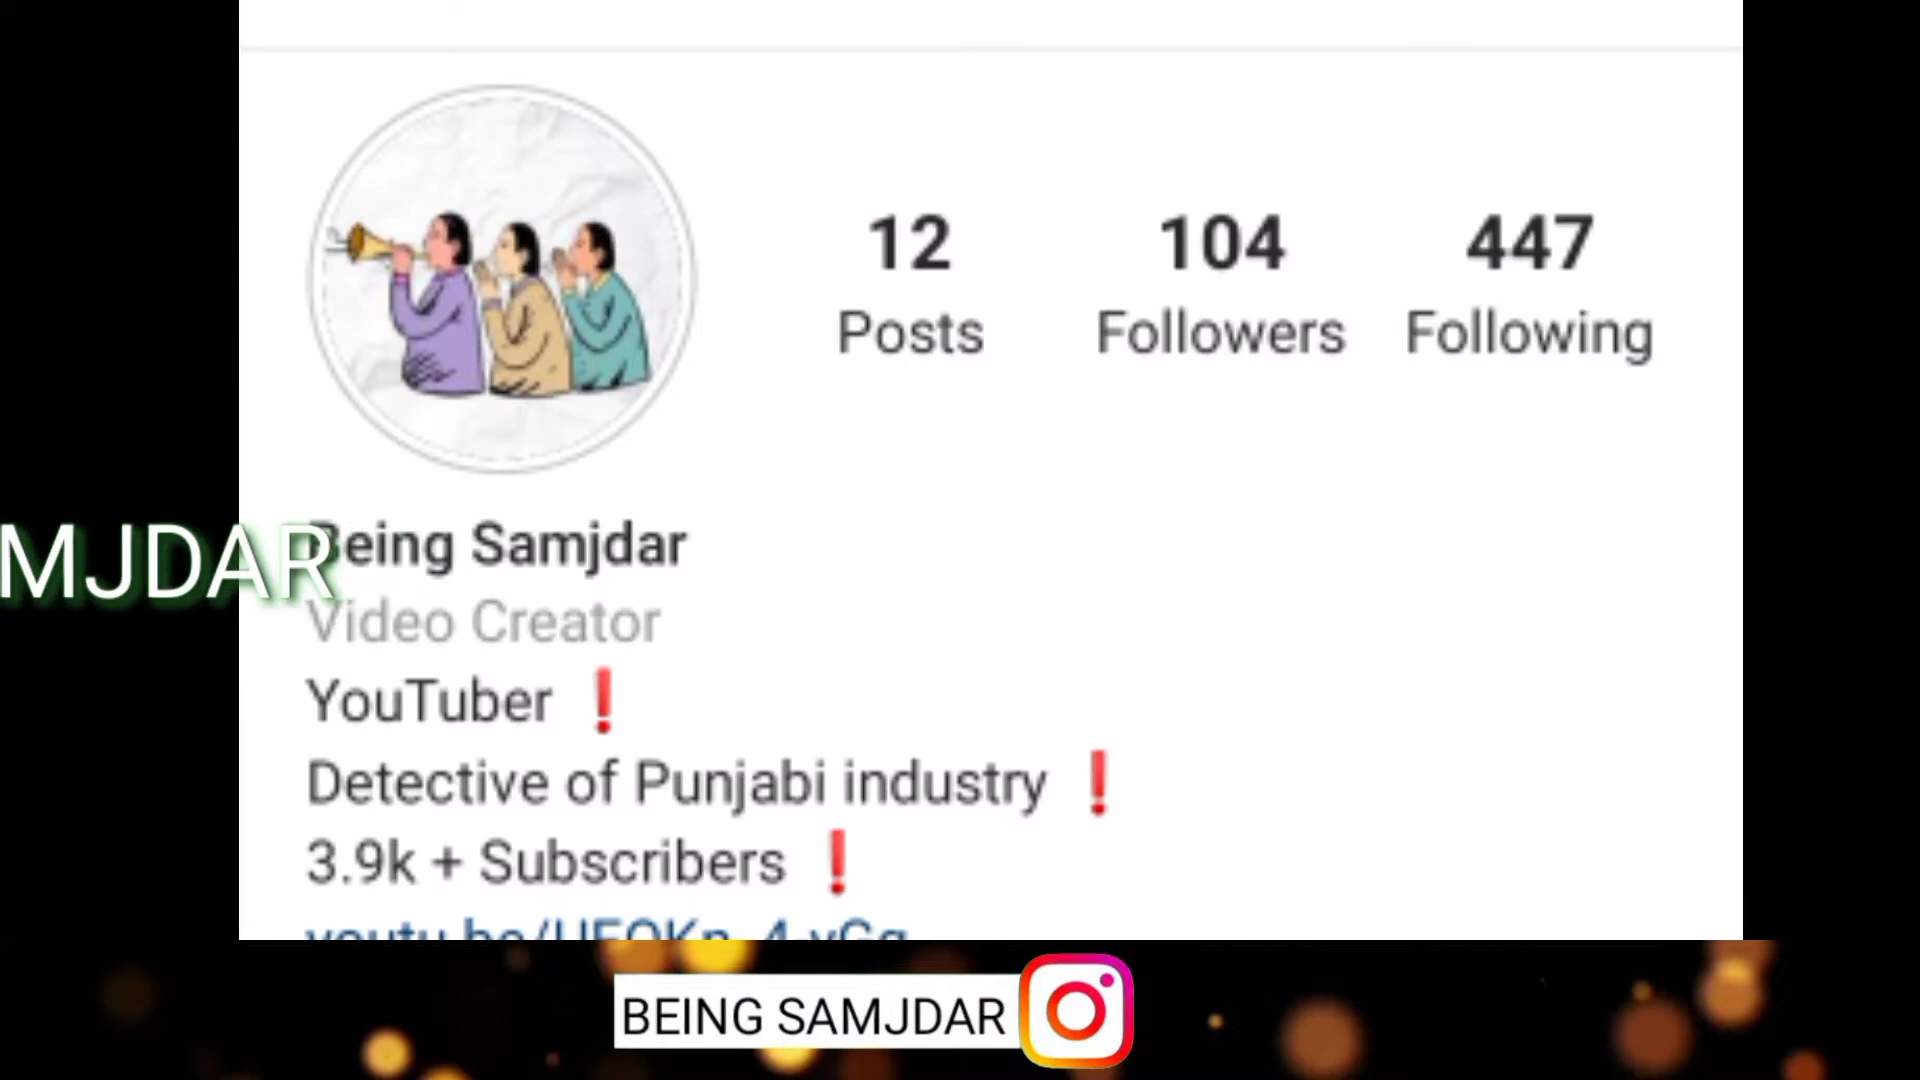 12 104 447
Posts Followers Following
MJDAR
Being Samjdar
Video Creator
YouTuber ❗
Detective of Punjabi industry ❗
3.9k + Subscribers ❗
BEING SAMJDAR